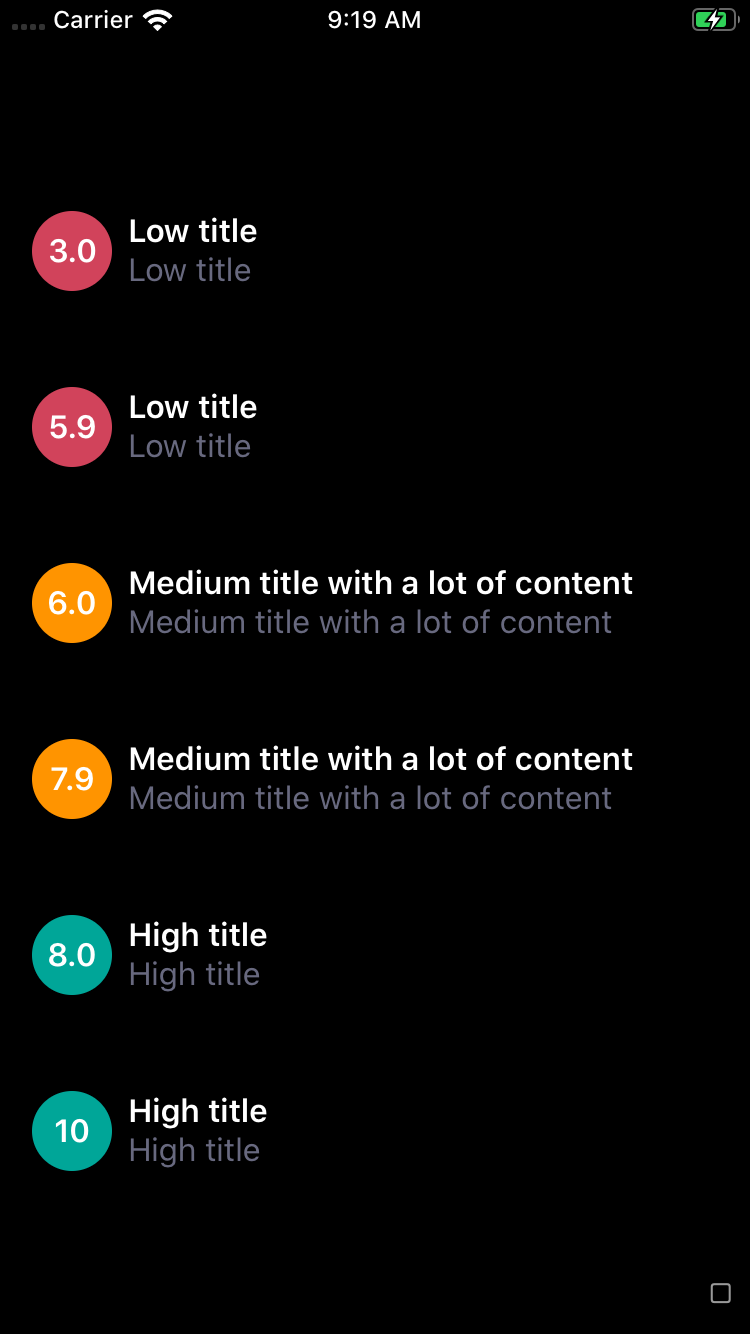 Carrier 9:19 AM
3.0 Low title
Low title
5.9 Low title
Low title
6.0 Medium title with a lot of content
Medium title with a lot of content
7.9 Medium title with a lot of content
Medium title with a lot of content
8.0 High title
High title
10 High title
High title